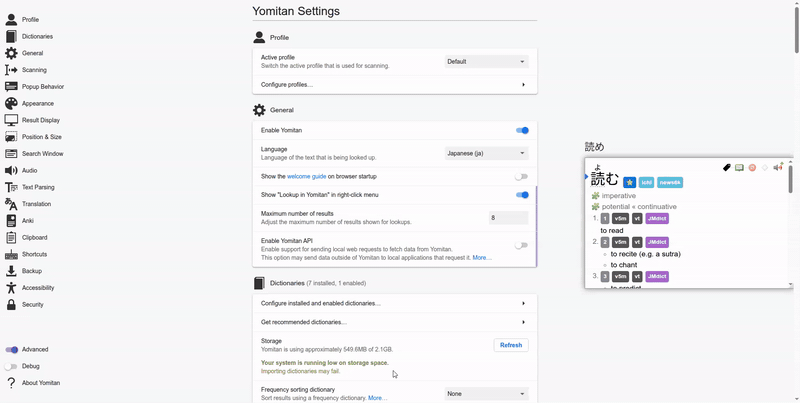 Profile
Dictionaries
General
Scanning
Popup Behavior
Appearance
Result Display
Position & Size
Search Window
Audio
Text Parsing
Translation
Anki
Clipboard
Shortcuts
Backup
Accessibility
Security
Advanced
Debug
? About Yomitan
Yomitan Settings
Profile
Active profile
Switch the active profile that is used for scanning.
Default
Configure profiles…
General
Enable Yomitan
Language
Language of the text that is being looked up.
Japanese (ja)
Show the welcome guide on browser startup
Show "Lookup in Yomitan" in right-click menu
Maximum number of results
Adjust the maximum number of results shown for lookups.
8
Enable Yomitan API
Enable support for sending local web requests to fetch data from Yomitan.
This option may send data outside of Yomitan to local applications that request it. More…
Dictionaries (7 installed, 1 enabled)
Configure installed and enabled dictionaries…
Get recommended dictionaries…
Storage
Yomitan is using approximately 549.6MB of 2.1GB.
Refresh
Your system is running low on storage space.
Importing dictionaries may fail.
Frequency sorting dictionary
Sort results using a frequency dictionary. More…
None
読め
よ
読む
★ ichi news6k
imperative
potential « continuative
1. 1 v5m vt JMdict
to read
2. 2 v5m vt JMdict
to recite (e.g. a sutra)
to chant
3. 3 v5m vt JMdict
to predict